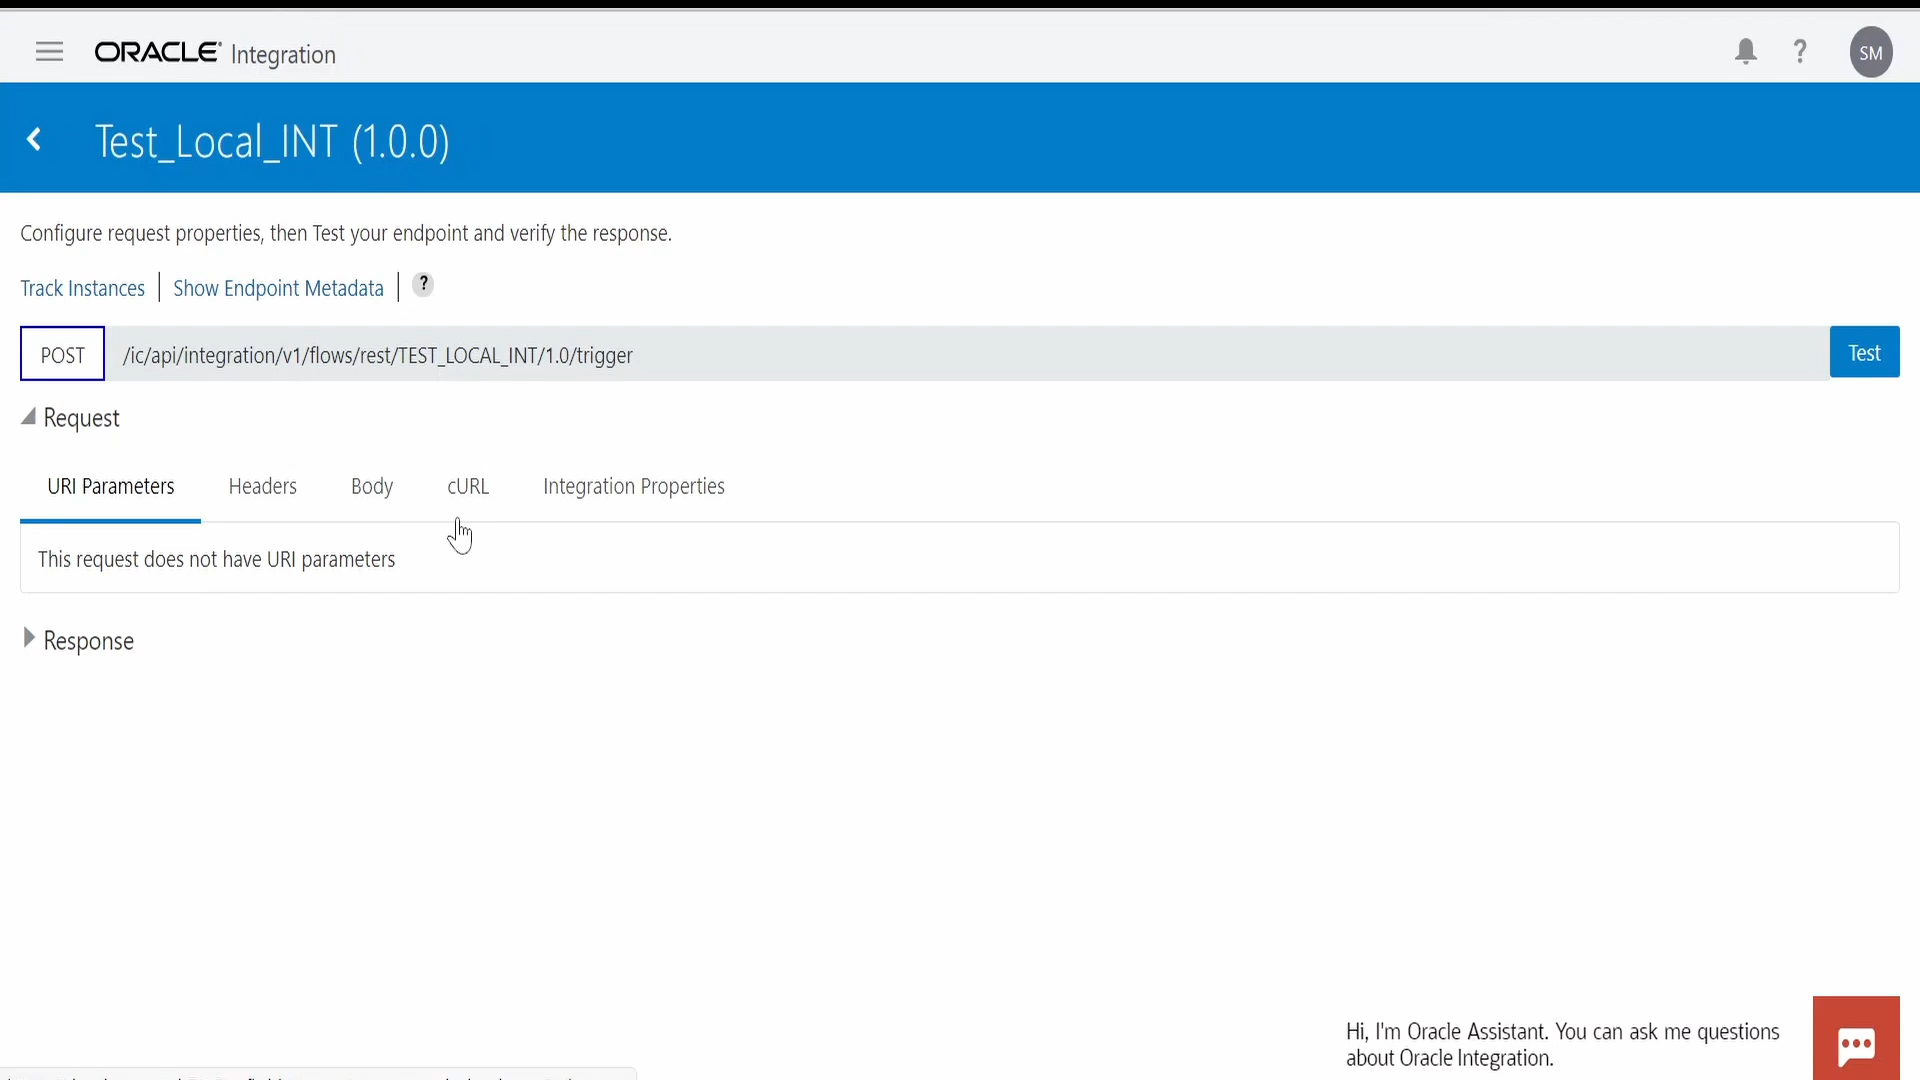 ORACLE Integration
SM
Test_Local_INT (1.0.0)
Configure request properties, then Test your endpoint and verify the response.
Track Instances Show Endpoint Metadata ?
POST /ic/api/integration/v1/flows/rest/TEST_LOCAL_INT/1.0/trigger Test
Request
URI Parameters Headers Body cURL Integration Properties
This request does not have URI parameters
Response
Hi, I'm Oracle Assistant. You can ask me questions
about Oracle Integration.